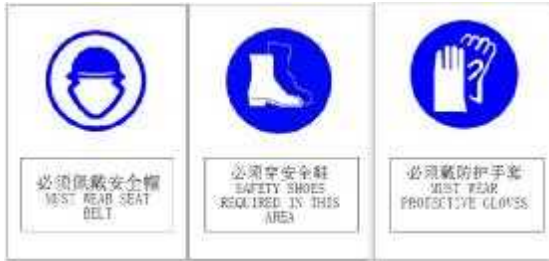 必须佩戴安全帽
MUST WEAR SEAT
BELT
必须穿安全鞋
SAFETY SHOES
REQUIRED IN THIS
AREA
必须戴防护手套
MUST WEAR
PROTECTIVE GLOVES